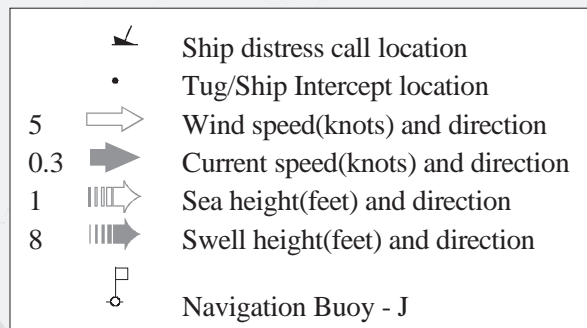 Ship distress call location
Tug/Ship Intercept location
5 Wind speed(knots) and direction
0.3 Current speed(knots) and direction
1 Sea height(feet) and direction
8 Swell height(feet) and direction
Navigation Buoy - J